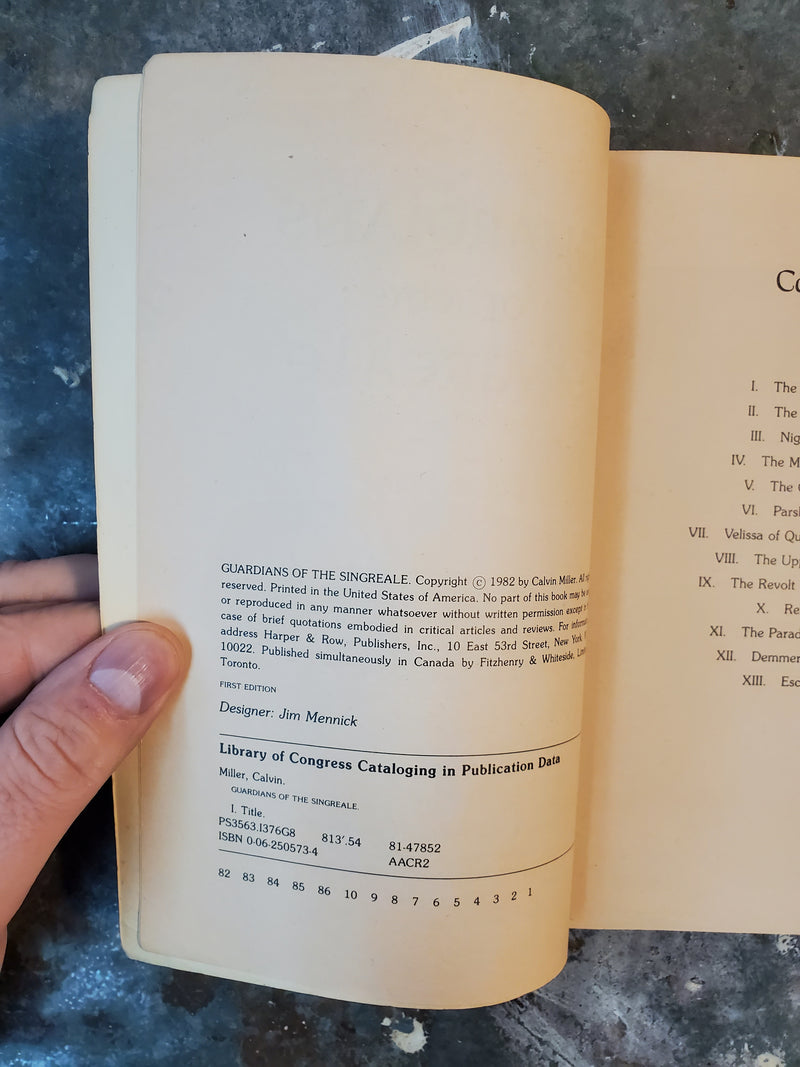 GUARDIANS OF THE SINGREALE. Copyright © 1982 by Calvin Miller. All
reserved. Printed in the United States of America. No part of this book may be
or reproduced in any manner whatsoever without written permission except
case of brief quotations embodied in critical articles and reviews. For
address Harper & Row, Publishers, Inc., 10 East 53rd Street, New York,
10022. Published simultaneously in Canada by Fitzhenry & Whiteside,
Toronto.
FIRST EDITION
Designer: Jim Mennick
Library of Congress Cataloging in Publication Data
Miller, Calvin.
GUARDIANS OF THE SINGREALE.
I. Title.
PS3563.I376G8 813'.54 81-47852
ISBN 0-06-250573-4 AACR2
82 83 84 85 86 10 9 8 7 6 5 4 3 2 1
Co
I. The
II. The
III. Nig
IV. The M
V. The
VI. Parsl
VII. Velissa of Qu
VIII. The Up
IX. The Revolt
X. Re
XI. The Parad
XII. Demmer
XIII. Esc